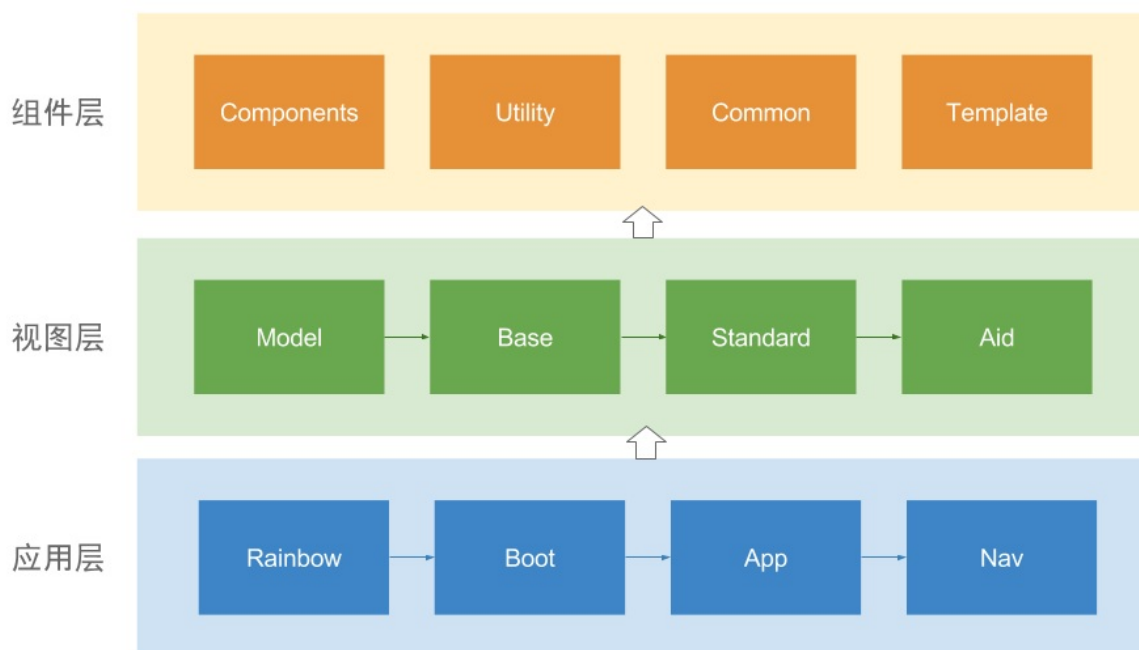 组件层
Components
Utility
Common
Template
视图层
Model
Base
Standard
Aid
应用层
Rainbow
Boot
App
Nav